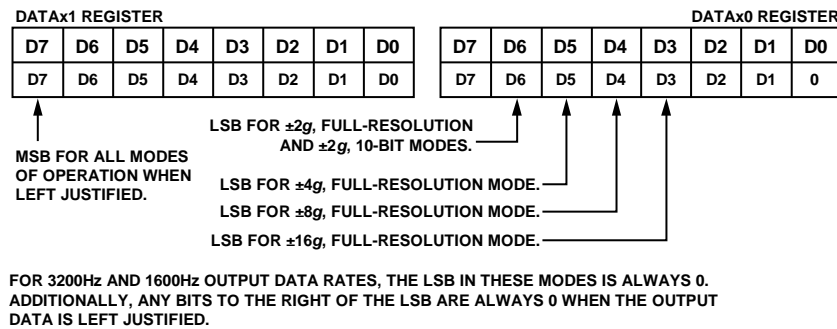 DATAx1 REGISTER DATAx0 REGISTER
D7 D6 D5 D4 D3 D2 D1 D0 D7 D6 D5 D4 D3 D2 D1 D0
D7 D6 D5 D4 D3 D2 D1 D0 D7 D6 D5 D4 D3 D2 D1 0
MSB FOR ALL MODES
OF OPERATION WHEN
LEFT JUSTIFIED.
LSB FOR ±2g, FULL-RESOLUTION
AND ±2g, 10-BIT MODES.
LSB FOR ±4g, FULL-RESOLUTION MODE.
LSB FOR ±8g, FULL-RESOLUTION MODE.
LSB FOR ±16g, FULL-RESOLUTION MODE.
FOR 3200Hz AND 1600Hz OUTPUT DATA RATES, THE LSB IN THESE MODES IS ALWAYS 0.
ADDITIONALLY, ANY BITS TO THE RIGHT OF THE LSB ARE ALWAYS 0 WHEN THE OUTPUT
DATA IS LEFT JUSTIFIED.